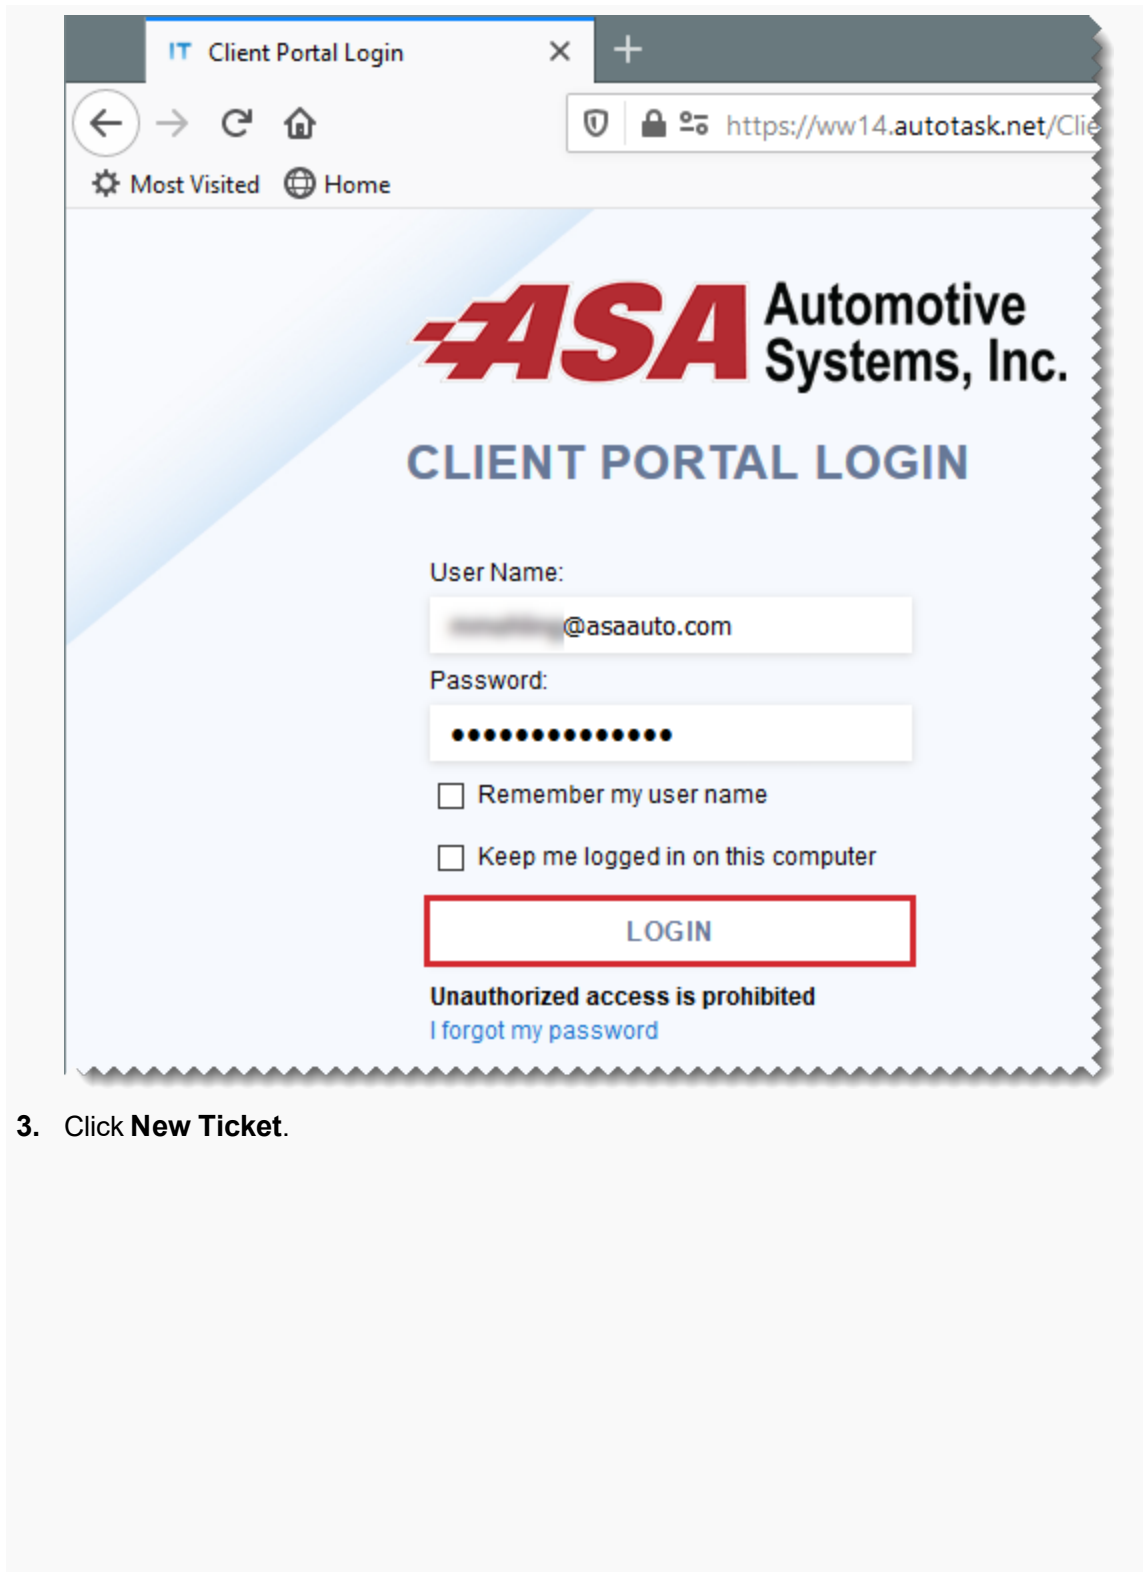 IT Client Portal Login
https://ww14.autotask.net/Clie
Most Visited Home
ASA Automotive
Systems, Inc.
CLIENT PORTAL LOGIN
User Name:
@asaauto.com
Password:
Remember my user name
Keep me logged in on this computer
LOGIN
Unauthorized access is prohibited
I forgot my password
3. Click New Ticket.